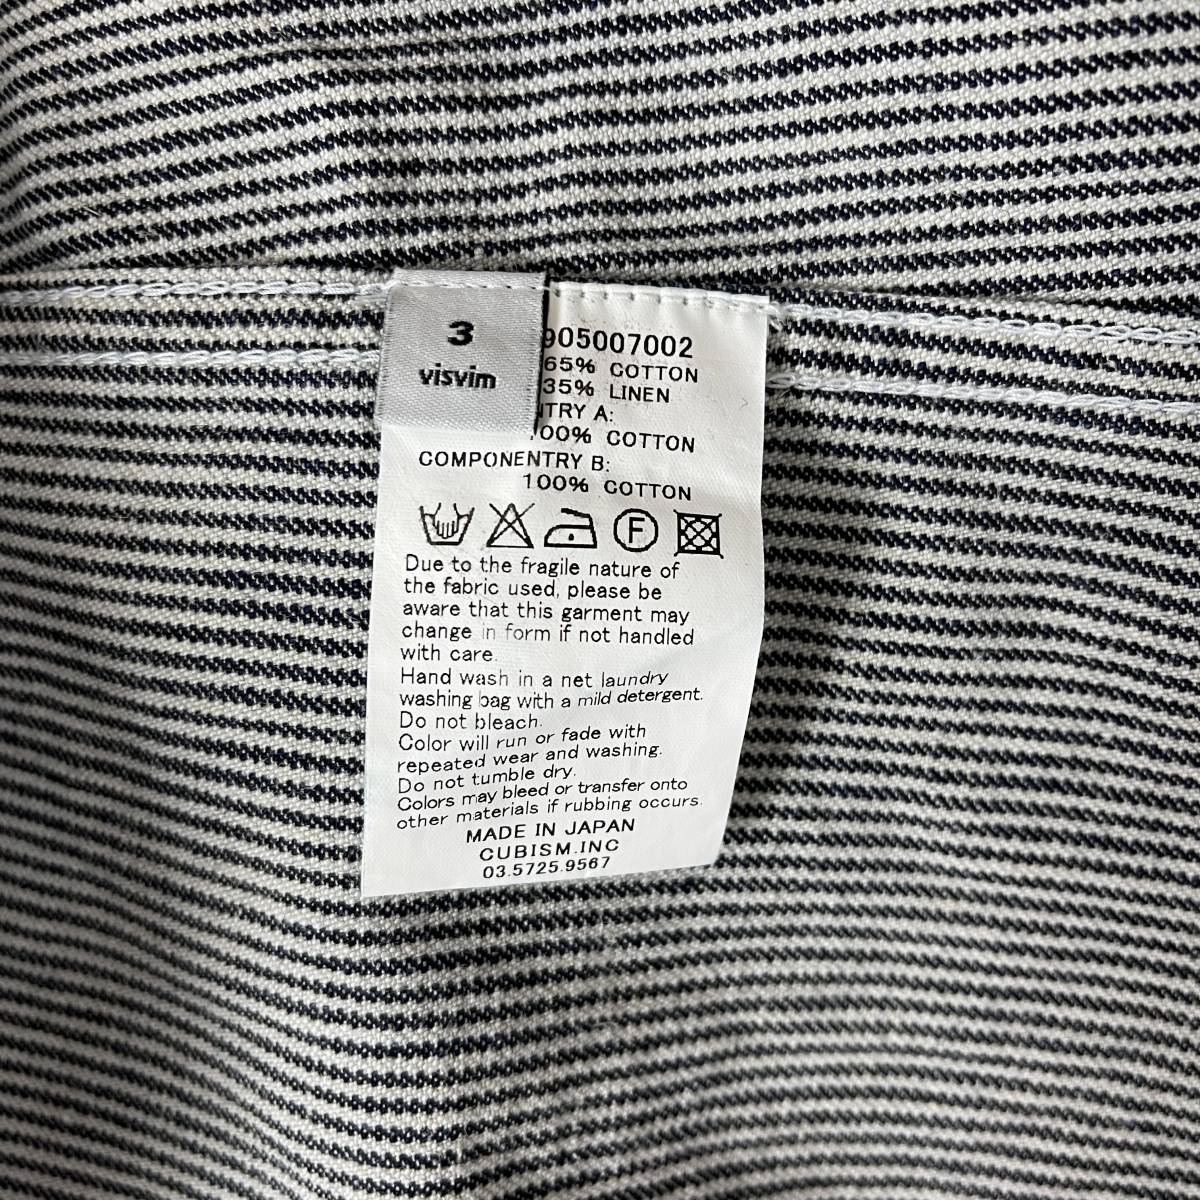 3
visvim
905007002
65% COTTON
35% LINEN
NTRY A:
100% COTTON
COMPONENTRY B:
100% COTTON
F
Due to the fragile nature of
the fabric used, please be
aware that this garment may
change in form if not handled
with care.
Hand wash in a net laundry
washing bag with a mild detergent.
Do not bleach.
Color will run or fade with
repeated wear and washing.
Do not tumble dry.
Colors may bleed or transfer onto
other materials if rubbing occurs.
MADE IN JAPAN
CUBISM.INC
03.5725.9567